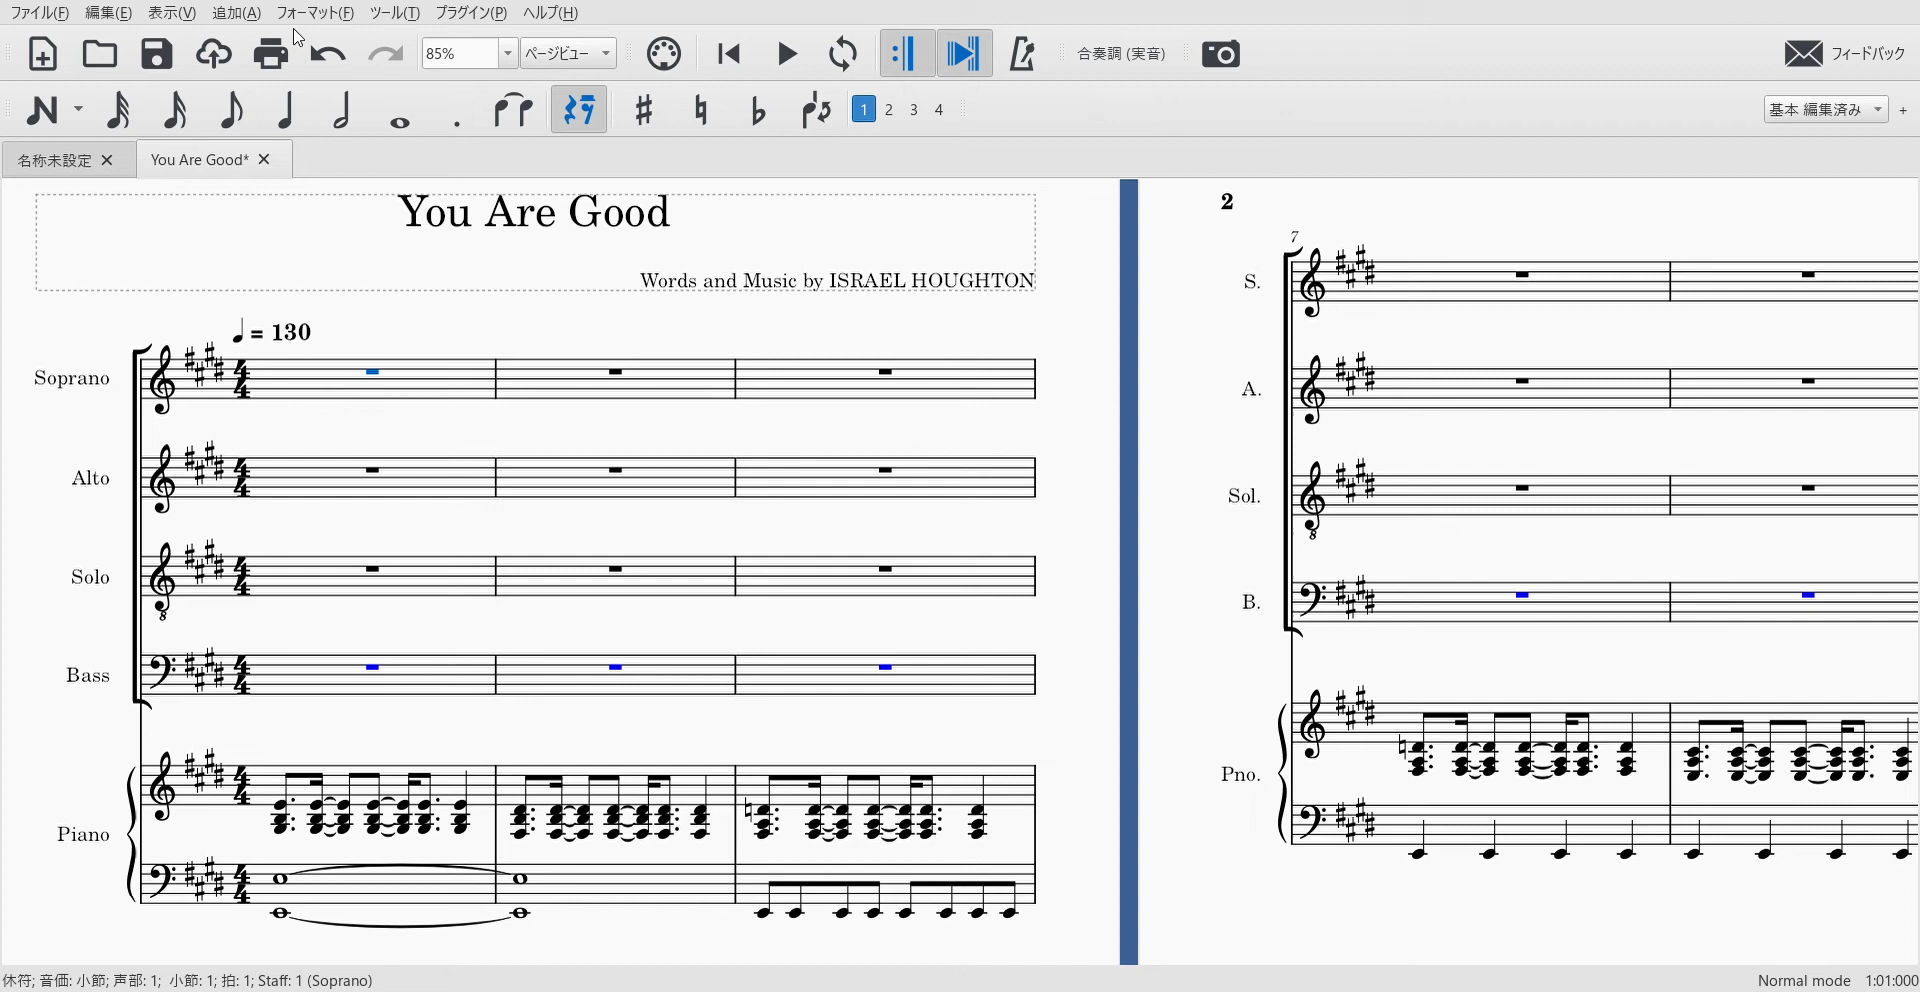 ファイル(F) 編集(E) 表示(V) 追加(A) フォーマット(F) ツール(T) プラグイン(P) ヘルプ(H)
85% ページビュー 合奏調 (実音) フィードバック
1 2 3 4 基本 編集済み +
名称未設定 You Are Good*
You Are Good
Words and Music by ISRAEL HOUGHTON
= 130
Soprano
Alto
Solo
Bass
Piano
2
7
S.
A.
Sol.
B.
Pno.
休符; 音価: 小節; 声部: 1; 小節: 1; 拍: 1; Staff: 1 (Soprano) Normal mode 1:01:000